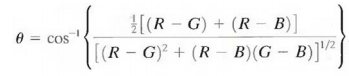 θ = cos⁻¹ { ½[(R − G) + (R − B)] / [(R − G)² + (R − B)(G − B)]^1/2 }